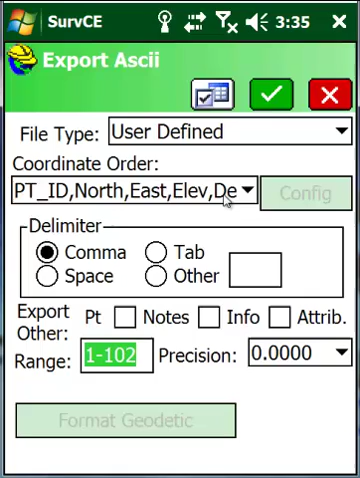 SurvCE 3:35
Export Ascii
File Type: User Defined
Coordinate Order:
PT_ID,North,East,Elev,De Config
Delimiter
Comma Tab
Space Other
Export Other: Pt Notes Info Attrib.
Range: 1-102 Precision: 0.0000
Format Geodetic